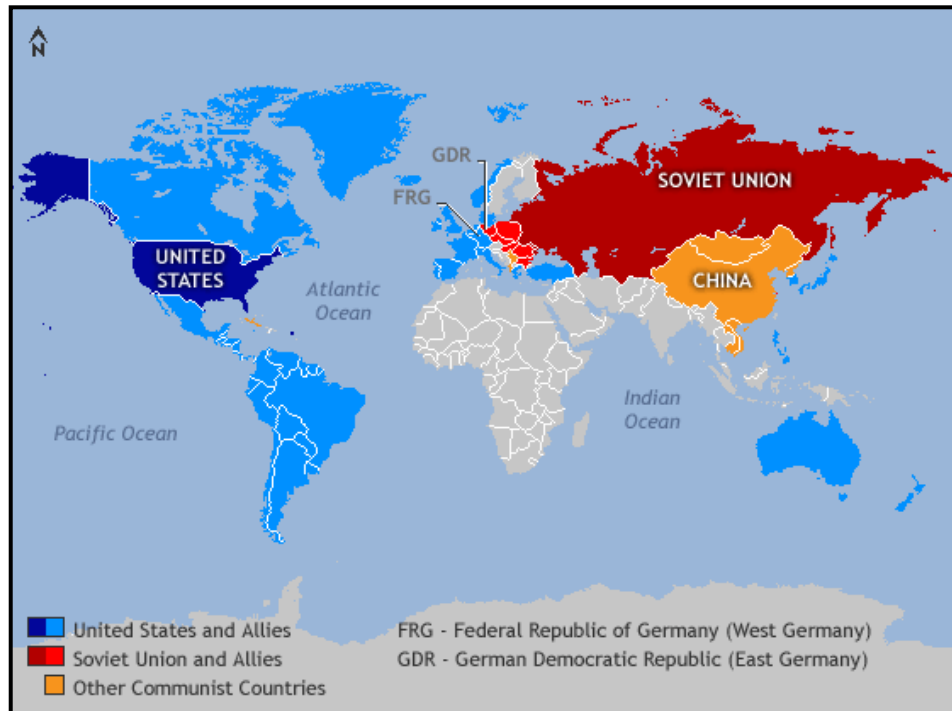 N
GDR
FRG
SOVIET UNION
UNITED
STATES
CHINA
Atlantic
Ocean
Indian
Ocean
Pacific Ocean
United States and Allies
Soviet Union and Allies
Other Communist Countries
FRG - Federal Republic of Germany (West Germany)
GDR - German Democratic Republic (East Germany)